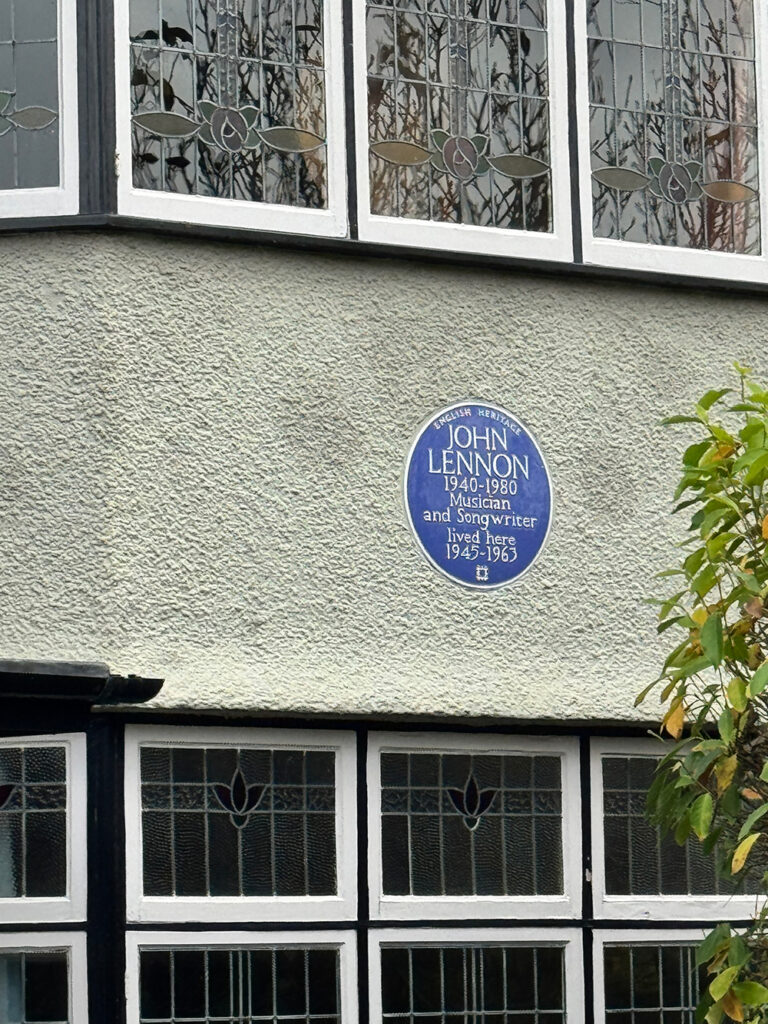 ENGLISH HERITAGE
JOHN
LENNON
1940-1980
Musician
and Songwriter
lived here
1945-1963